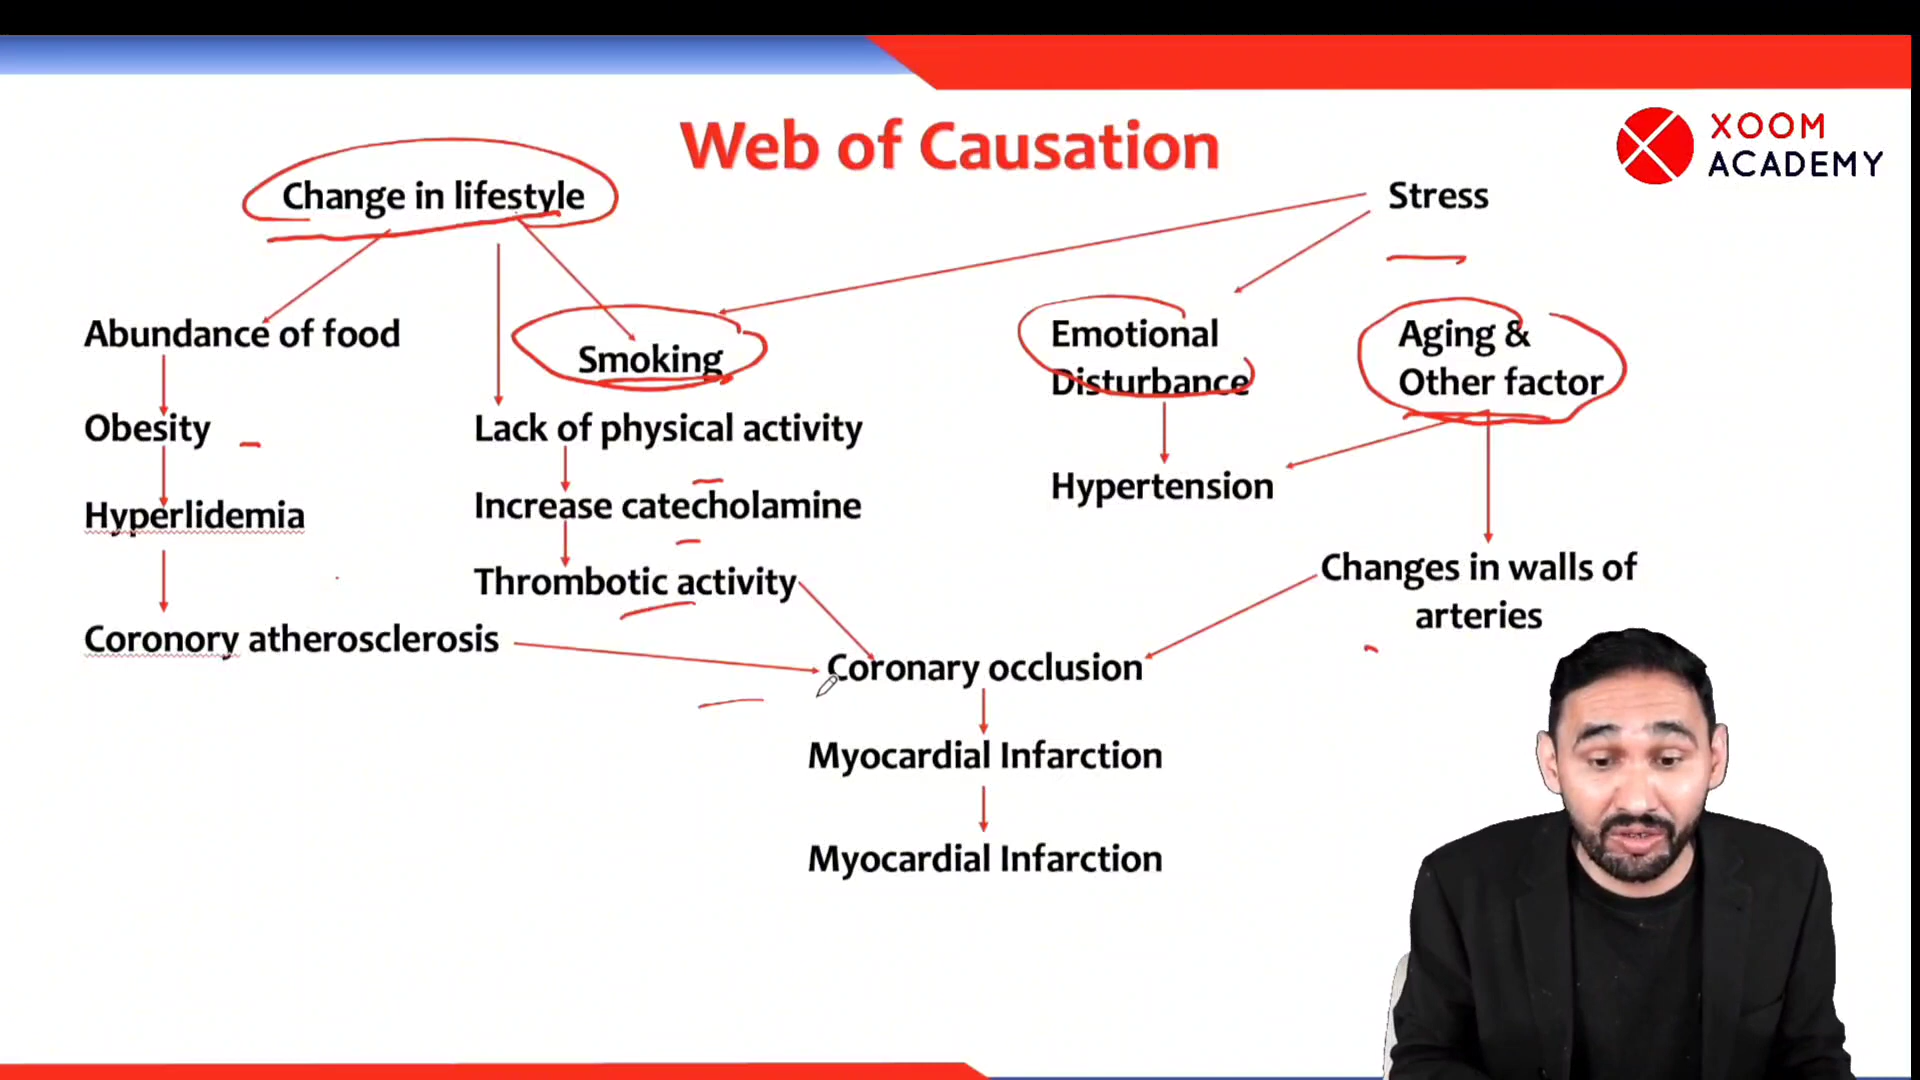 Web of Causation
XOOM
ACADEMY
Change in lifestyle
Stress
Abundance of food
Smoking
Emotional
Disturbance
Aging &
Other factor
Obesity
Lack of physical activity
Hypertension
Hyperlidemia
Increase catecholamine
Thrombotic activity
Changes in walls of
arteries
Coronory atherosclerosis
Coronary occlusion
Myocardial Infarction
Myocardial Infarction